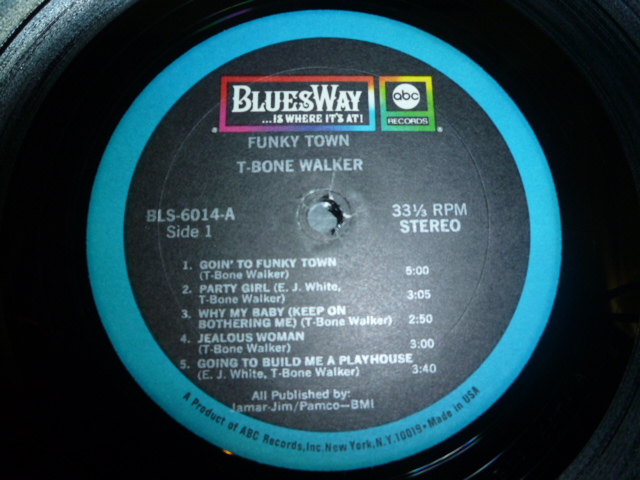 BLUESWAY
...IS WHERE IT'S AT!
abc
RECORDS
FUNKY TOWN
T-BONE WALKER
BLS-6014-A
Side 1
33⅓ RPM
STEREO
1. GOIN' TO FUNKY TOWN
(T-Bone Walker) 5:00
2. PARTY GIRL (E. J. White,
T-Bone Walker) 3:05
3. WHY MY BABY (KEEP ON
BOTHERING ME) (T-Bone Walker) 2:50
4. JEALOUS WOMAN
(T-Bone Walker) 3:00
5. GOING TO BUILD ME A PLAYHOUSE
(E. J. White, T-Bone Walker) 3:40
All Published by:
Jamar-Jim/Pamco—BMI
A Product of ABC Records, Inc. New York, N.Y. 10019 • Made in USA